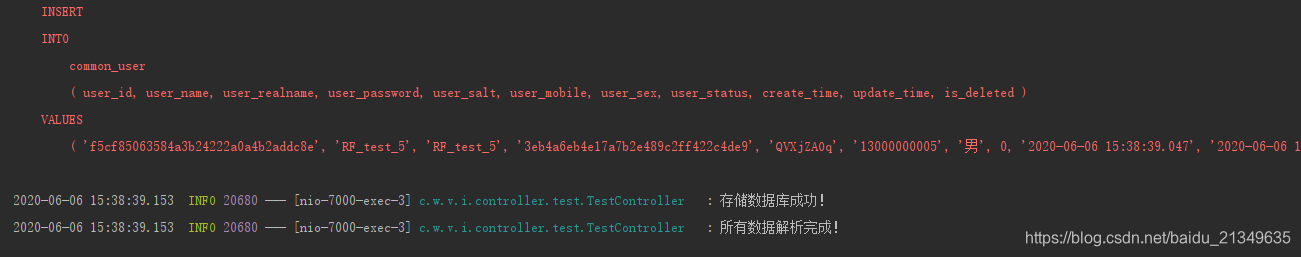 INSERT
INTO
common_user
( user_id, user_name, user_realname, user_password, user_salt, user_mobile, user_sex, user_status, create_time, update_time, is_deleted )
VALUES
( 'f5cf85063584a3b24222a0a4b2addc8e', 'RF_test_5', 'RF_test_5', '3eb4a6eb4e17a7b2e489c2ff422c4de9', 'QVXjZA0q', '13000000005', '男', 0, '2020-06-06 15:38:39.047', '2020-06-06 1
2020-06-06 15:38:39.153  INFO 20680 --- [nio-7000-exec-3] c.w.v.i.controller.test.TestController   : 存储数据库成功!
2020-06-06 15:38:39.153  INFO 20680 --- [nio-7000-exec-3] c.w.v.i.controller.test.TestController   : 所有数据解析完成!
https://blog.csdn.net/baidu_21349635